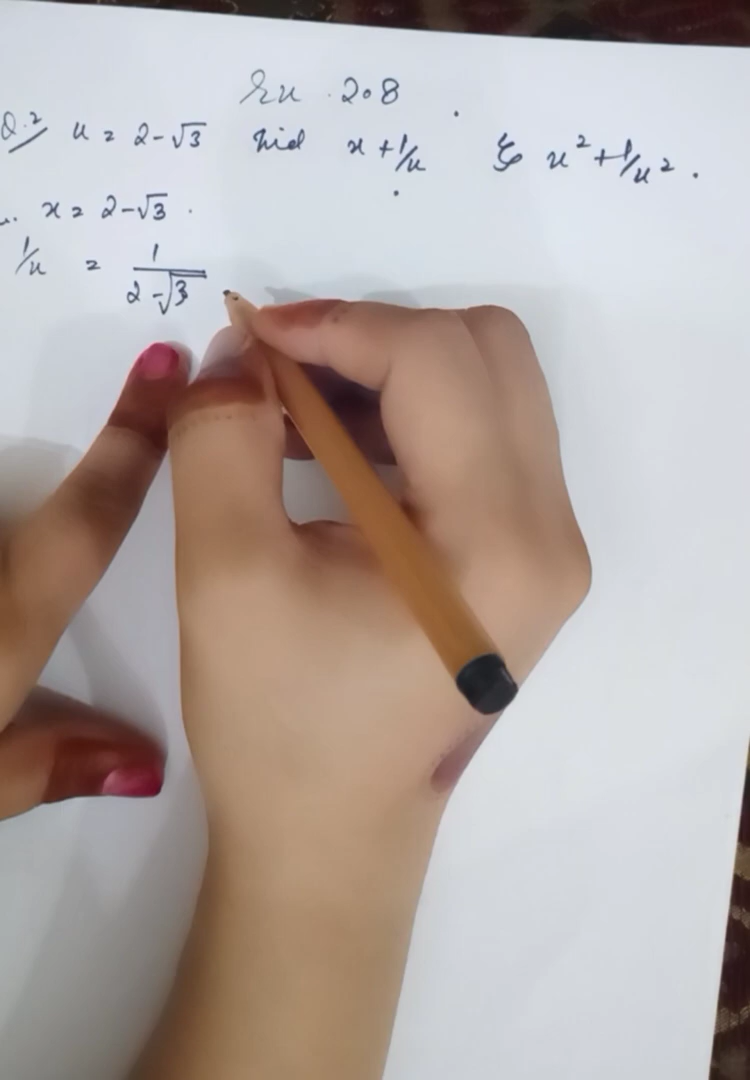 Ex 2.8
Q.2 x = 2-√3 Find x + 1/x & x² + 1/x² .
x = 2-√3 .
1/x = 1/(2-√3)